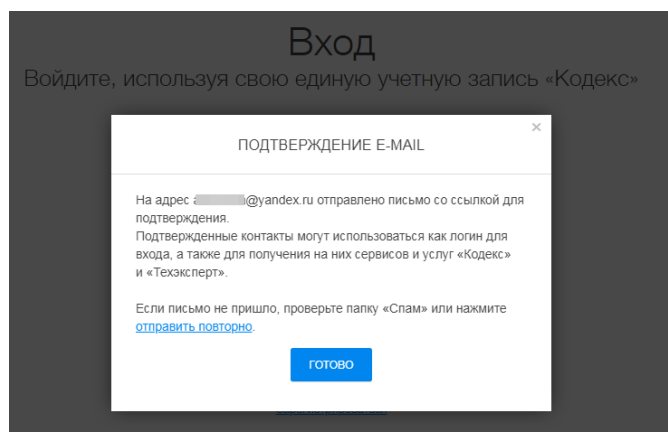 Вход
Войдите, используя свою единую учетную запись «Кодекс»
×
ПОДТВЕРЖДЕНИЕ E-MAIL
На адрес @yandex.ru отправлено письмо со ссылкой для
подтверждения.
Подтвержденные контакты могут использоваться как логин для
входа, а также для получения на них сервисов и услуг «Кодекс»
и «Техэксперт».
Если письмо не пришло, проверьте папку «Спам» или нажмите
отправить повторно.
ГОТОВО